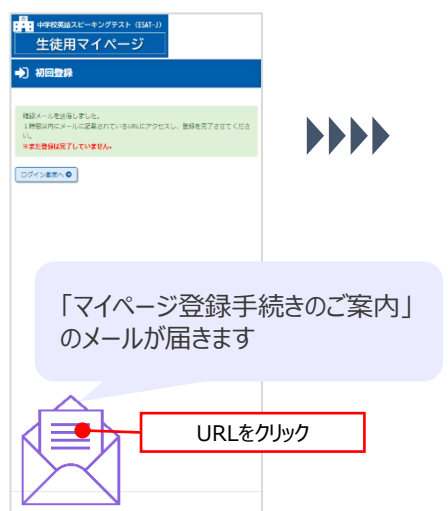 中学校英語スピーキングテスト (ESAT-J)
生徒用マイページ
初回登録
確認メールを送信しました。
1時間以内にメールに記載されているURLにアクセスし、登録を完了させてくださ
い。
※まだ登録は完了していません。
ログイン画面へ
「マイページ登録手続きのご案内」
のメールが届きます
URLをクリック